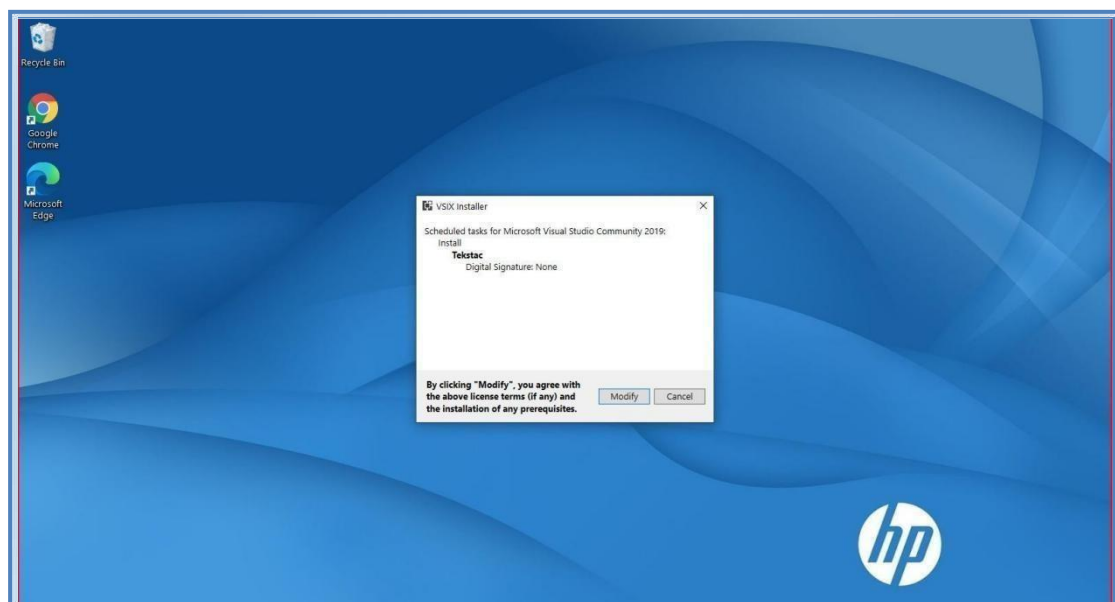 Recycle Bin
Google
Chrome
Microsoft
Edge
VSIX Installer
Scheduled tasks for Microsoft Visual Studio Community 2019:
Install
Tekstac
Digital Signature: None
By clicking "Modify", you agree with
the above license terms (if any) and
the installation of any prerequisites.
Modify
Cancel
hp